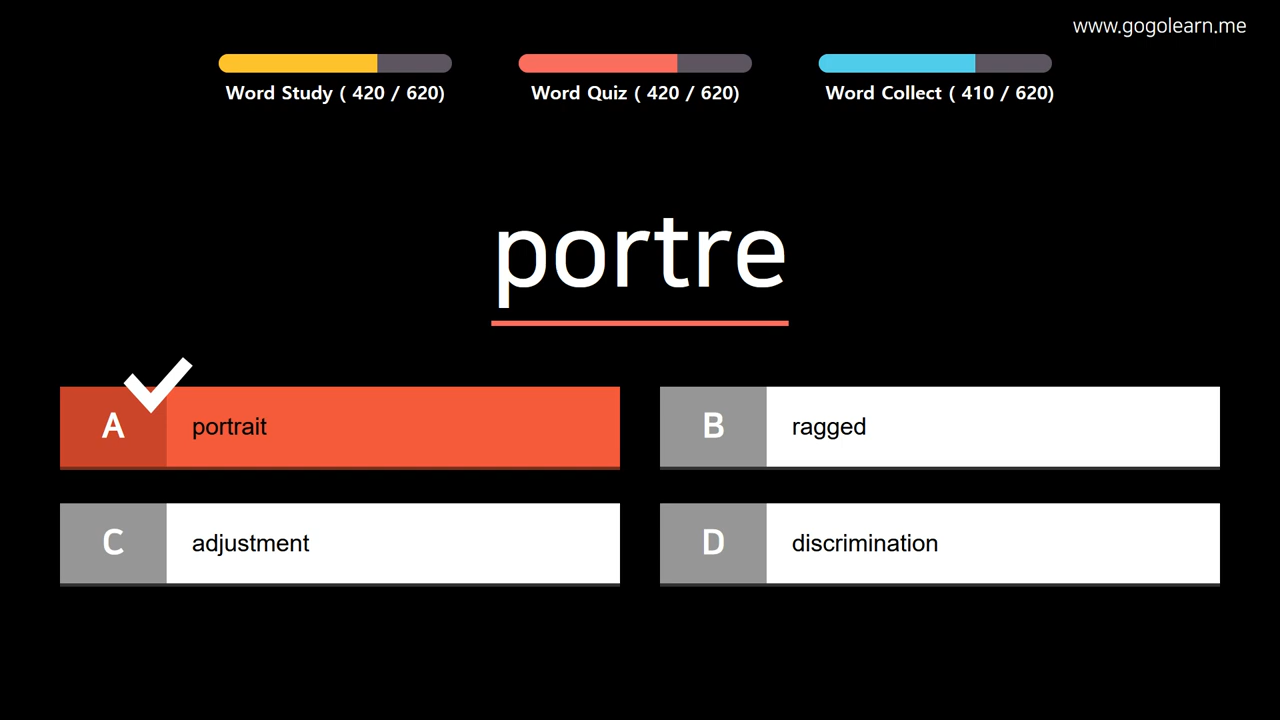 www.gogolearn.me
Word Study ( 420 / 620)
Word Quiz ( 420 / 620)
Word Collect ( 410 / 620)
portre
A portrait
B ragged
C adjustment
D discrimination